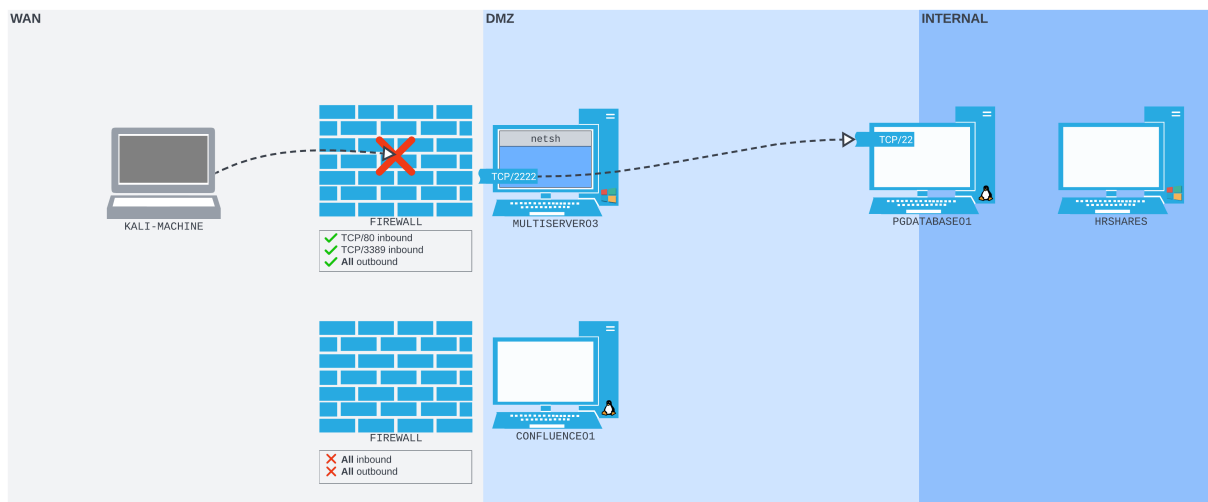 WAN
DMZ
INTERNAL
netsh
TCP/22
TCP/2222
KALI-MACHINE
FIREWALL
MULTISERVER03
PGDATABASE01
HRSHARES
TCP/80 inbound
TCP/3389 inbound
All outbound
FIREWALL
CONFLUENCE01
All inbound
All outbound